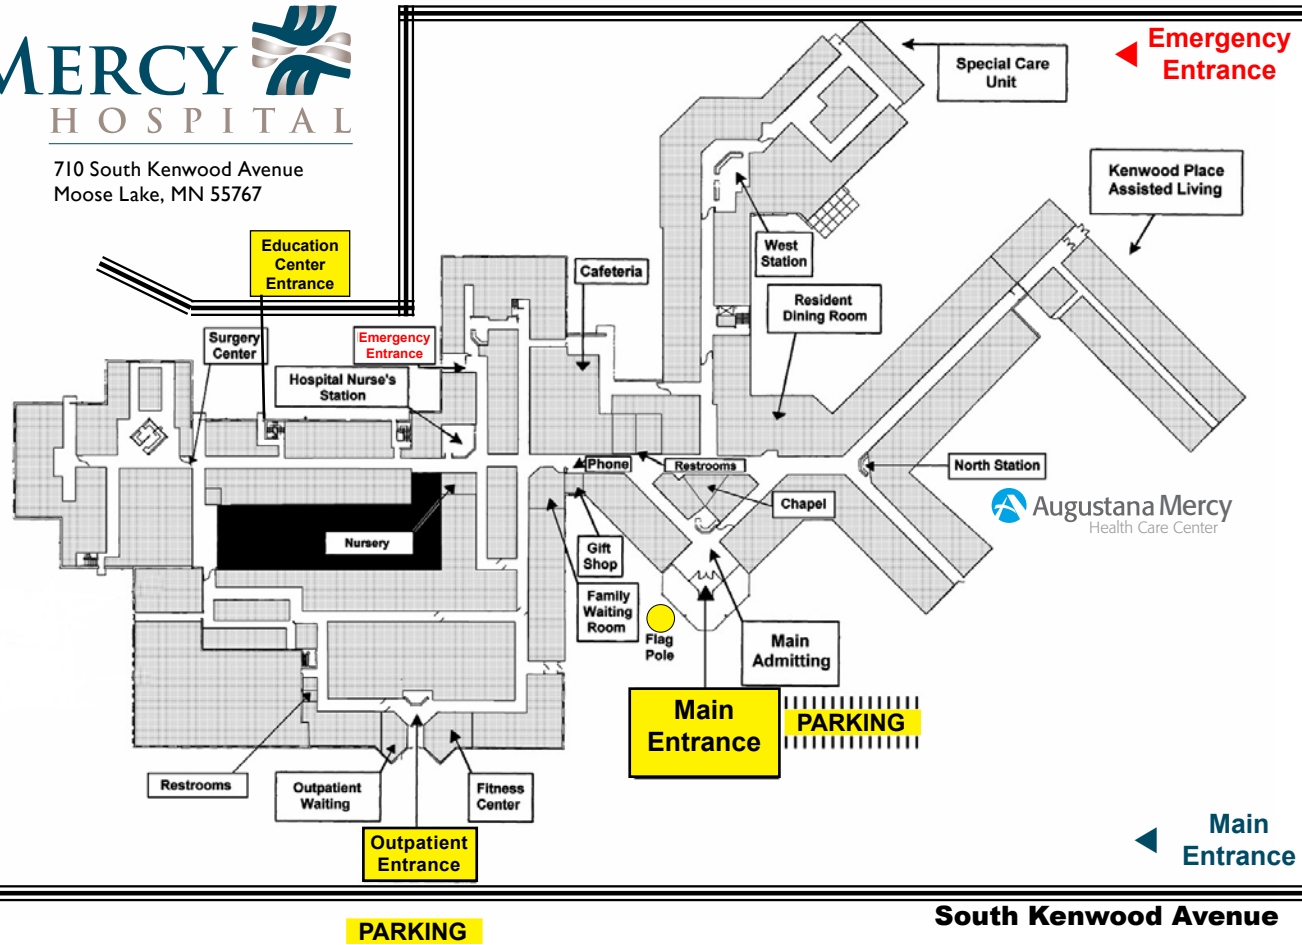 MERCY
HOSPITAL
710 South Kenwood Avenue
Moose Lake, MN 55767
Emergency
Entrance
Special Care
Unit
Kenwood Place
Assisted Living
Education
Center
Entrance
West
Station
Cafeteria
Resident
Dining Room
Surgery
Center
Emergency
Entrance
Hospital Nurse's
Station
Phone
Restrooms
North Station
Chapel
Augustana Mercy
Health Care Center
Nursery
Gift
Shop
Family
Waiting
Room
Flag
Pole
Main
Admitting
Main
Entrance
PARKING
Restrooms
Outpatient
Waiting
Fitness
Center
Outpatient
Entrance
Main
Entrance
South Kenwood Avenue
PARKING